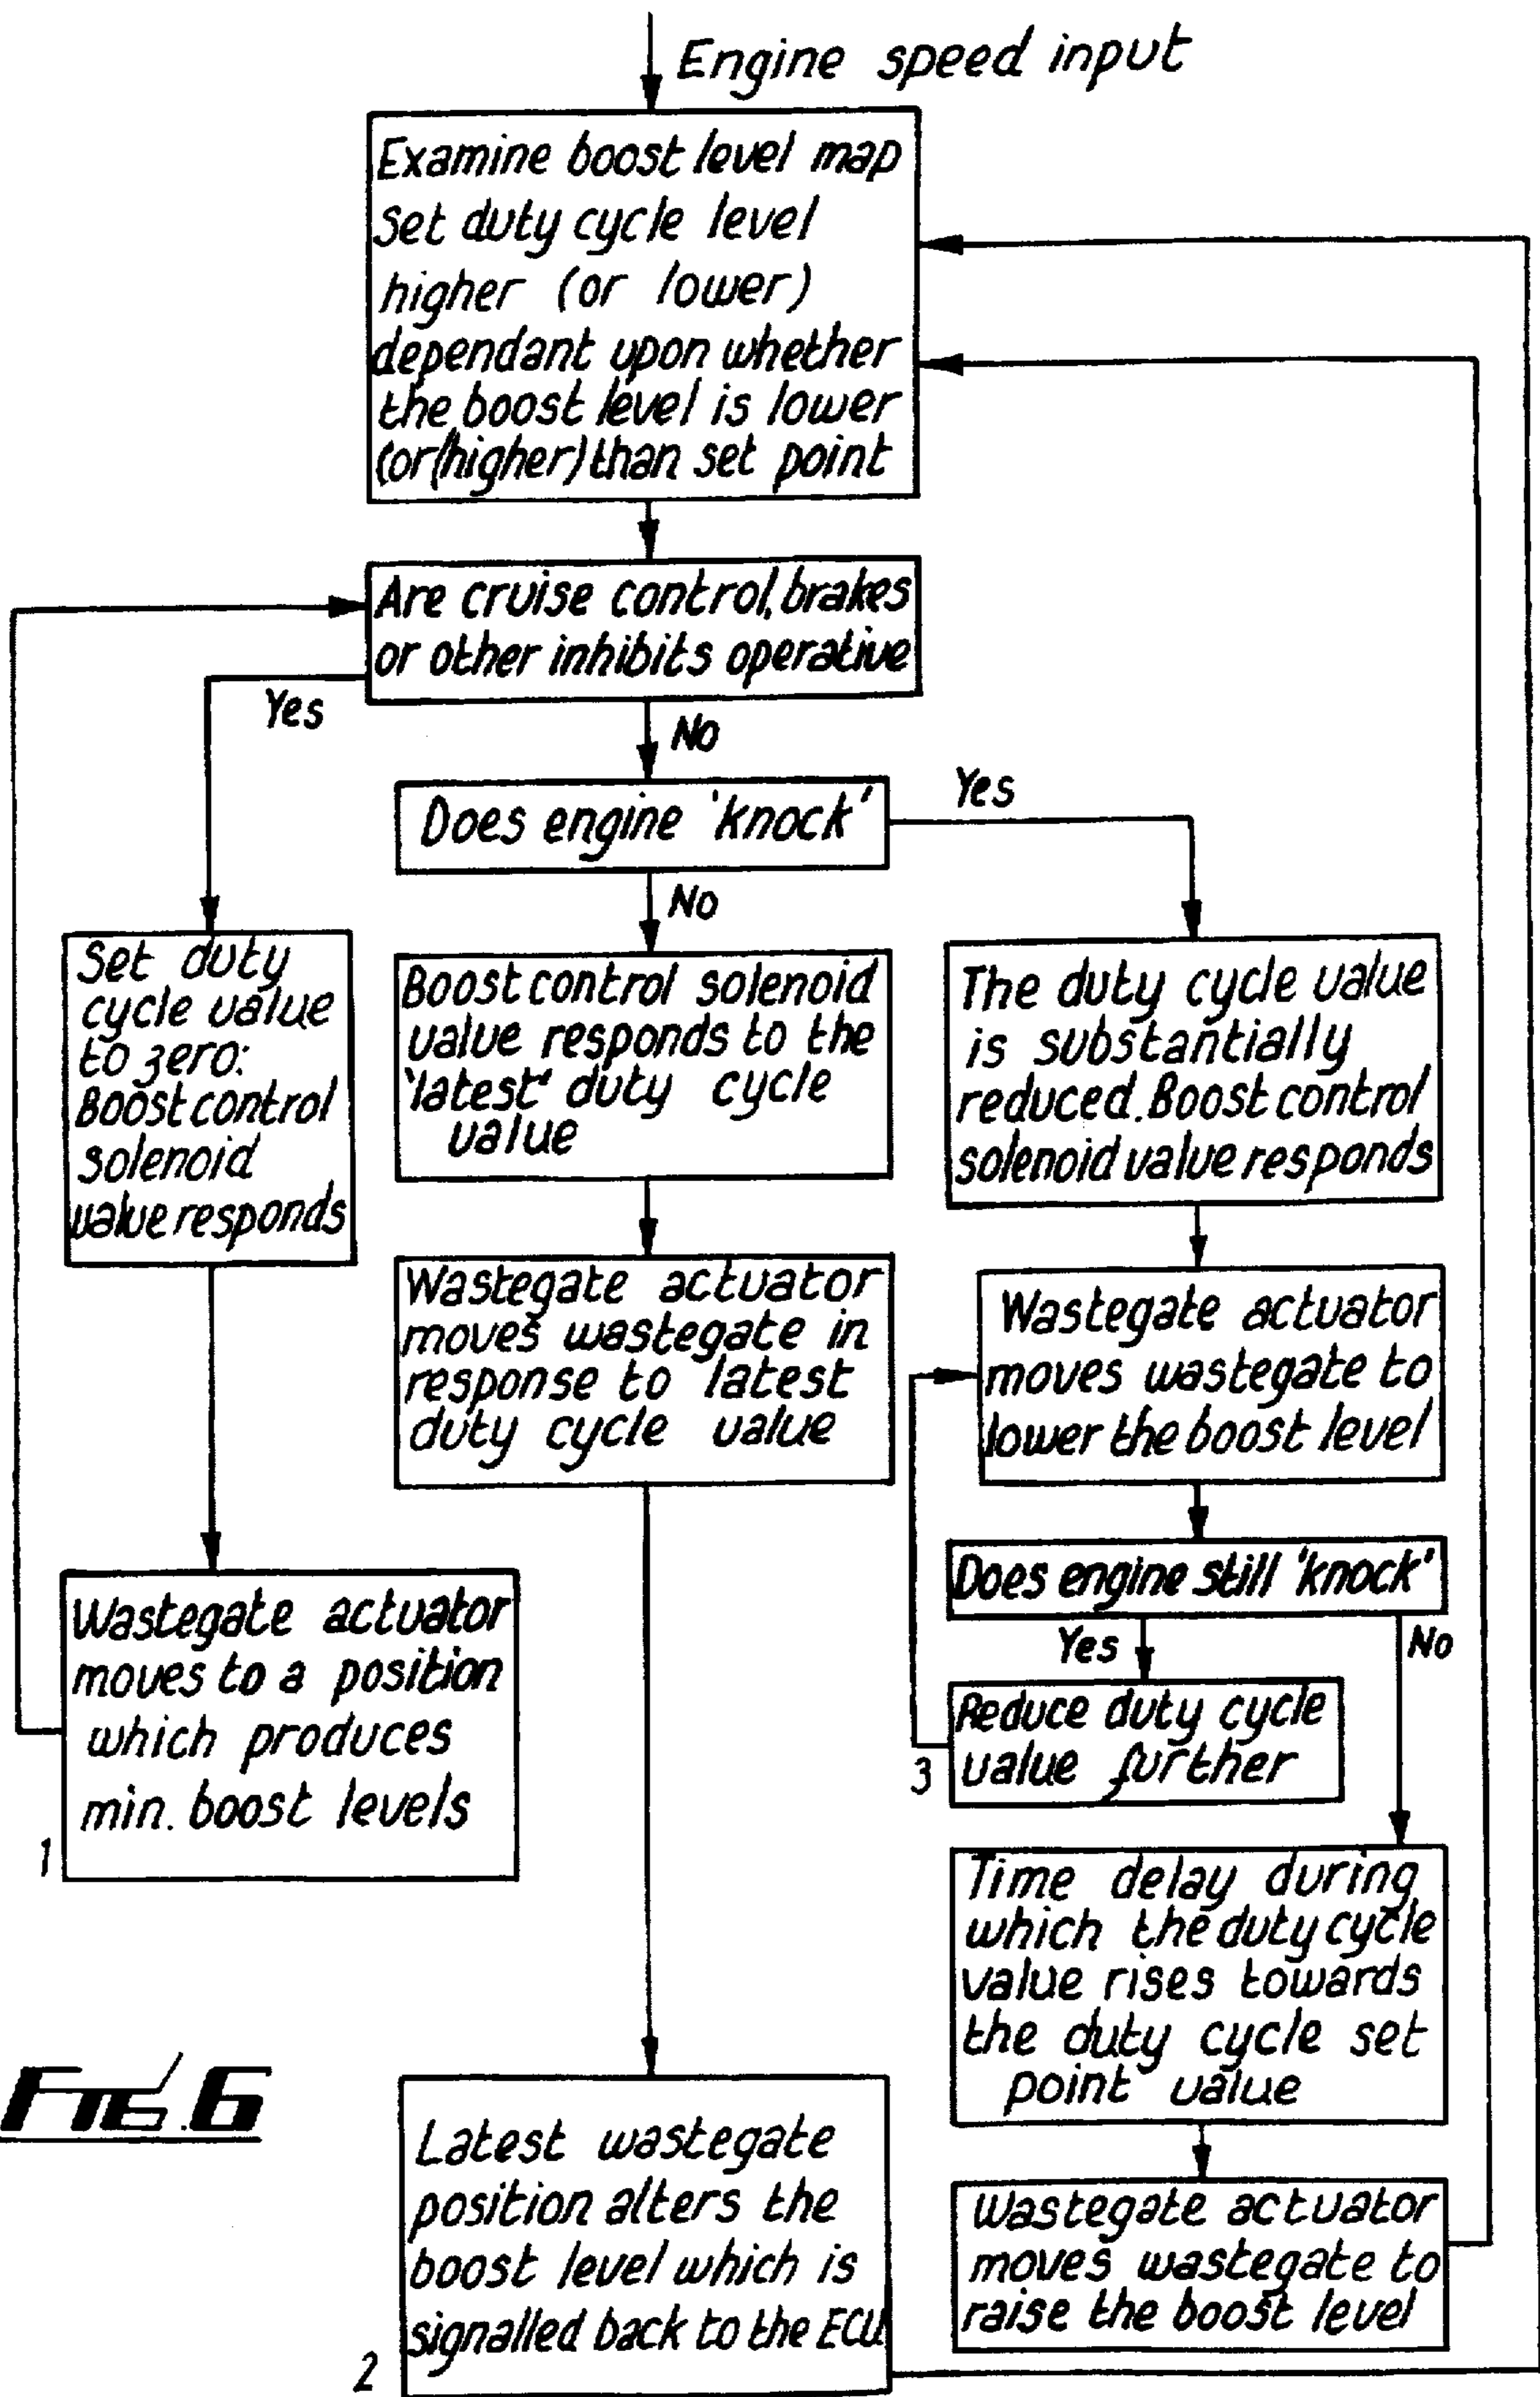 Engine speed input
Examine boost level map
Set duty cycle level
higher (or lower)
dependant upon whether
the boost level is lower
(or(higher) than set point
Are cruise control, brakes
or other inhibits operative
Yes
No
Does engine 'knock'
Yes
No
Set duty
cycle value
to zero:
Boost control
solenoid
value responds
Boost control solenoid
value responds to the
'latest' duty cycle
value
The duty cycle value
is substantially
reduced. Boost control
solenoid value responds
Wastegate actuator
moves wastegate in
response to latest
duty cycle value
Wastegate actuator
moves wastegate to
lower the boost level
Does engine still 'knock'
Yes
No
Wastegate actuator
moves to a position
which produces
min. boost levels
1
Reduce duty cycle
value further
3
Time delay during
which the duty cycle
value rises towards
the duty cycle set
point value
Latest wastegate
position alters the
boost level which is
signalled back to the ECU
2
Wastegate actuator
moves wastegate to
raise the boost level
FIG. 6